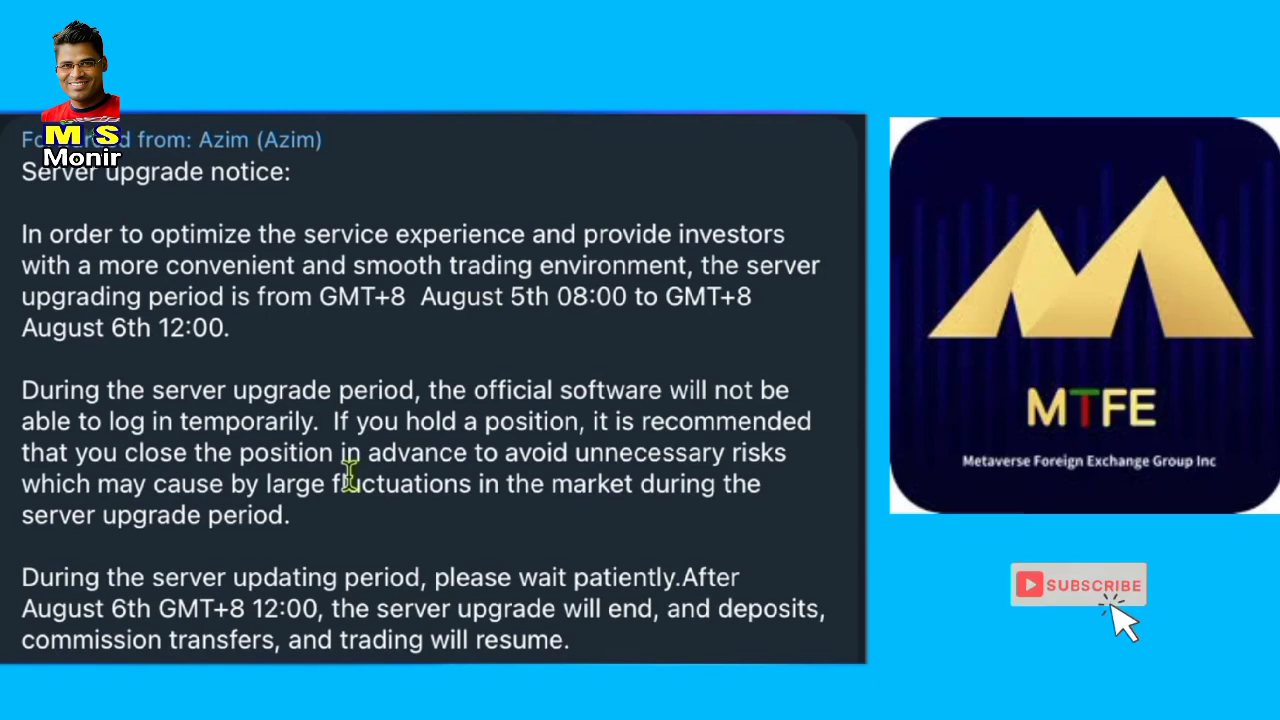 M S
Monir
Forwarded from: Azim (Azim)
Server upgrade notice:
In order to optimize the service experience and provide investors
with a more convenient and smooth trading environment, the server
upgrading period is from GMT+8 August 5th 08:00 to GMT+8
August 6th 12:00.
During the server upgrade period, the official software will not be
able to log in temporarily. If you hold a position, it is recommended
that you close the position in advance to avoid unnecessary risks
which may cause by large fluctuations in the market during the
server upgrade period.
During the server updating period, please wait patiently.After
August 6th GMT+8 12:00, the server upgrade will end, and deposits,
commission transfers, and trading will resume.
MTFE
Metaverse Foreign Exchange Group Inc
SUBSCRIBE